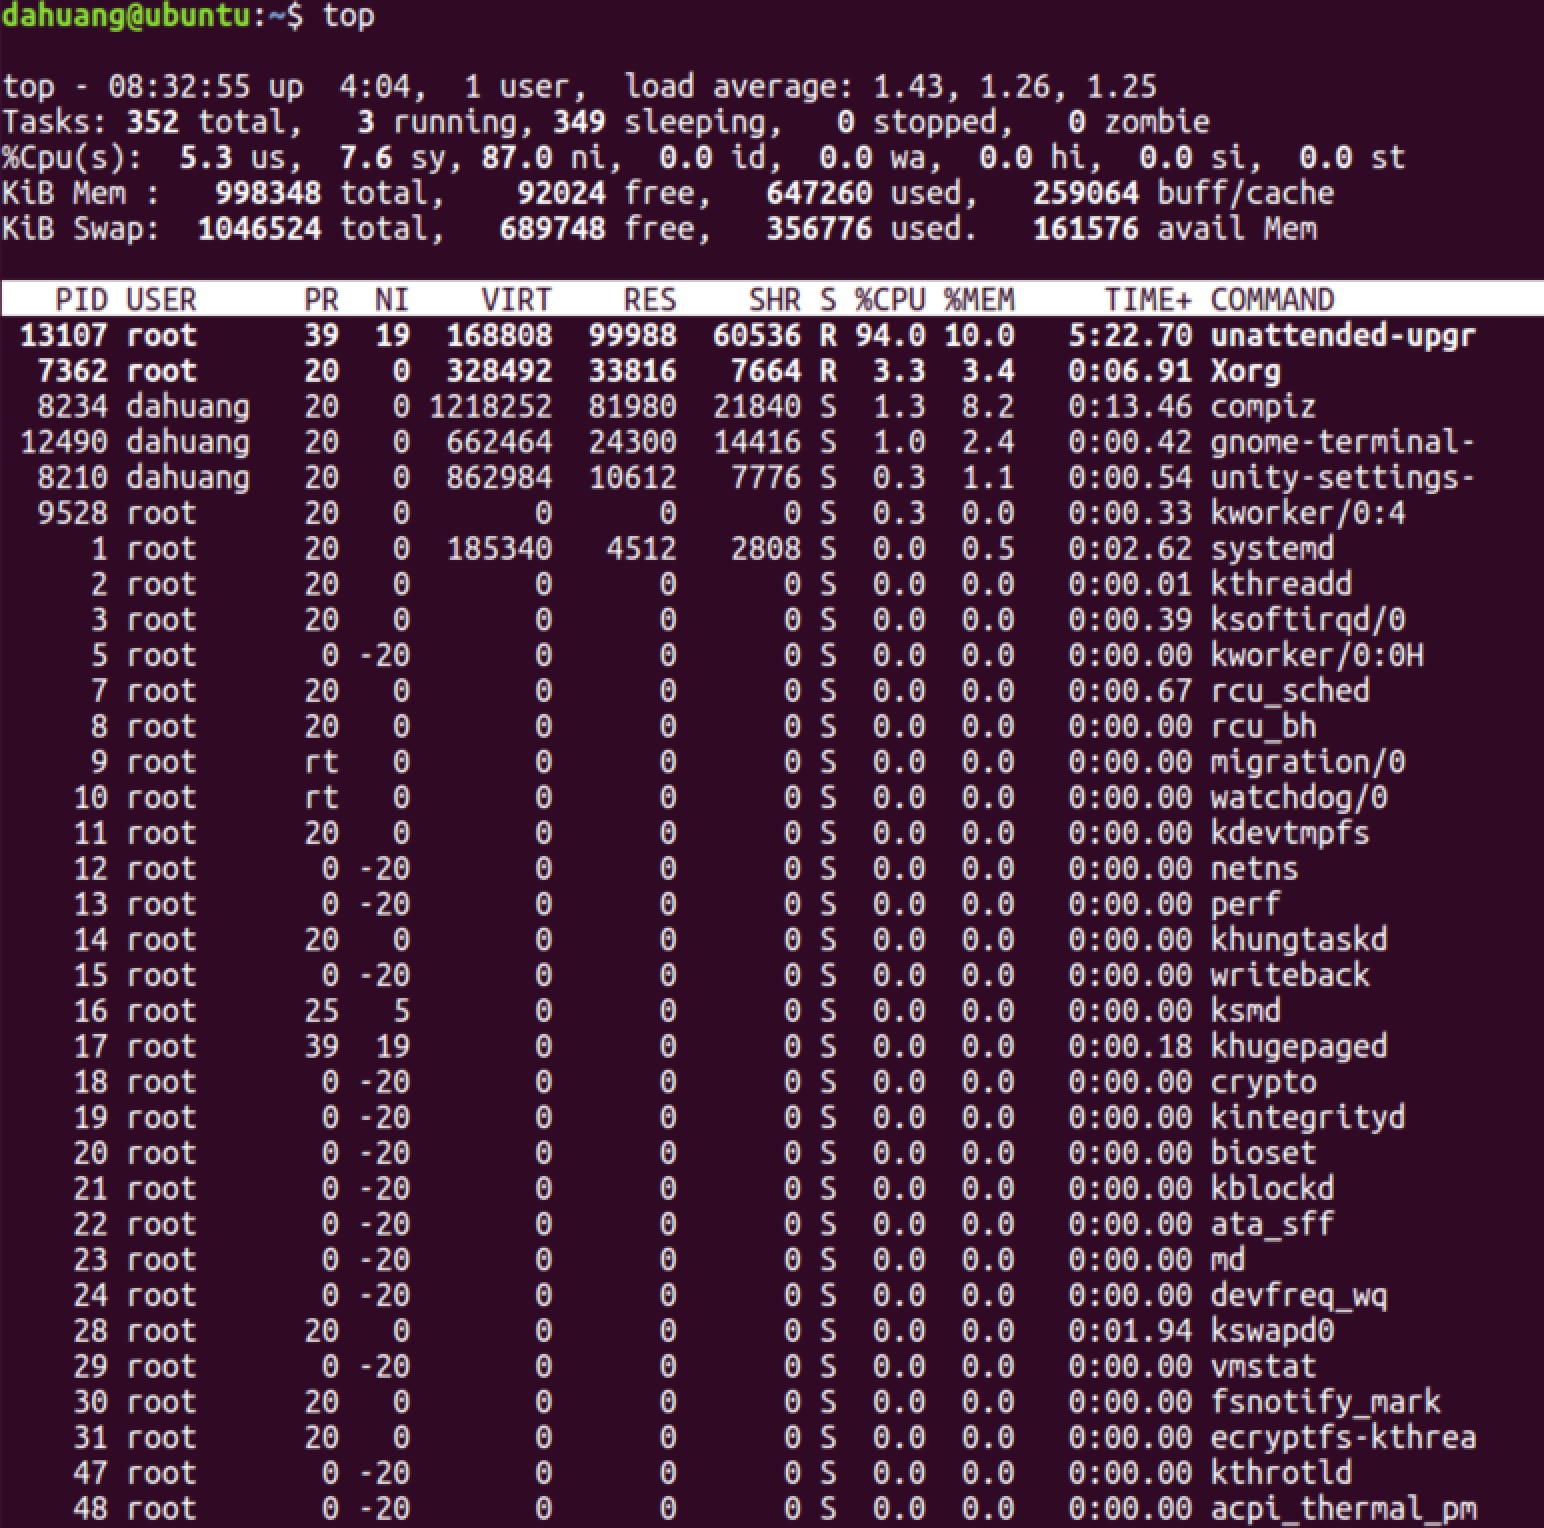 dahuang@ubuntu:~$ top
top - 08:32:55 up  4:04,  1 user,  load average: 1.43, 1.26, 1.25
Tasks: 352 total,   3 running, 349 sleeping,   0 stopped,   0 zombie
%Cpu(s):  5.3 us,  7.6 sy, 87.0 ni,  0.0 id,  0.0 wa,  0.0 hi,  0.0 si,  0.0 st
KiB Mem :   998348 total,    92024 free,   647260 used,   259064 buff/cache
KiB Swap:  1046524 total,   689748 free,   356776 used.   161576 avail Mem
PID USER      PR  NI    VIRT    RES    SHR S %CPU %MEM     TIME+ COMMAND
13107 root      39  19  168808  99988  60536 R 94.0 10.0   5:22.70 unattended-upgr
7362 root      20   0  328492  33816   7664 R  3.3  3.4   0:06.91 Xorg
8234 dahuang   20   0 1218252  81980  21840 S  1.3  8.2   0:13.46 compiz
12490 dahuang   20   0  662464  24300  14416 S  1.0  2.4   0:00.42 gnome-terminal-
8210 dahuang   20   0  862984  10612   7776 S  0.3  1.1   0:00.54 unity-settings-
9528 root      20   0       0      0      0 S  0.3  0.0   0:00.33 kworker/0:4
1 root      20   0  185340   4512   2808 S  0.0  0.5   0:02.62 systemd
2 root      20   0       0      0      0 S  0.0  0.0   0:00.01 kthreadd
3 root      20   0       0      0      0 S  0.0  0.0   0:00.39 ksoftirqd/0
5 root       0 -20       0      0      0 S  0.0  0.0   0:00.00 kworker/0:0H
7 root      20   0       0      0      0 S  0.0  0.0   0:00.67 rcu_sched
8 root      20   0       0      0      0 S  0.0  0.0   0:00.00 rcu_bh
9 root      rt   0       0      0      0 S  0.0  0.0   0:00.00 migration/0
10 root      rt   0       0      0      0 S  0.0  0.0   0:00.00 watchdog/0
11 root      20   0       0      0      0 S  0.0  0.0   0:00.00 kdevtmpfs
12 root       0 -20       0      0      0 S  0.0  0.0   0:00.00 netns
13 root       0 -20       0      0      0 S  0.0  0.0   0:00.00 perf
14 root      20   0       0      0      0 S  0.0  0.0   0:00.00 khungtaskd
15 root       0 -20       0      0      0 S  0.0  0.0   0:00.00 writeback
16 root      25   5       0      0      0 S  0.0  0.0   0:00.00 ksmd
17 root      39  19       0      0      0 S  0.0  0.0   0:00.18 khugepaged
18 root       0 -20       0      0      0 S  0.0  0.0   0:00.00 crypto
19 root       0 -20       0      0      0 S  0.0  0.0   0:00.00 kintegrityd
20 root       0 -20       0      0      0 S  0.0  0.0   0:00.00 bioset
21 root       0 -20       0      0      0 S  0.0  0.0   0:00.00 kblockd
22 root       0 -20       0      0      0 S  0.0  0.0   0:00.00 ata_sff
23 root       0 -20       0      0      0 S  0.0  0.0   0:00.00 md
24 root       0 -20       0      0      0 S  0.0  0.0   0:00.00 devfreq_wq
28 root      20   0       0      0      0 S  0.0  0.0   0:01.94 kswapd0
29 root       0 -20       0      0      0 S  0.0  0.0   0:00.00 vmstat
30 root      20   0       0      0      0 S  0.0  0.0   0:00.00 fsnotify_mark
31 root      20   0       0      0      0 S  0.0  0.0   0:00.00 ecryptfs-kthrea
47 root       0 -20       0      0      0 S  0.0  0.0   0:00.00 kthrotld
48 root       0 -20       0      0      0 S  0.0  0.0   0:00.00 acpi_thermal_pm